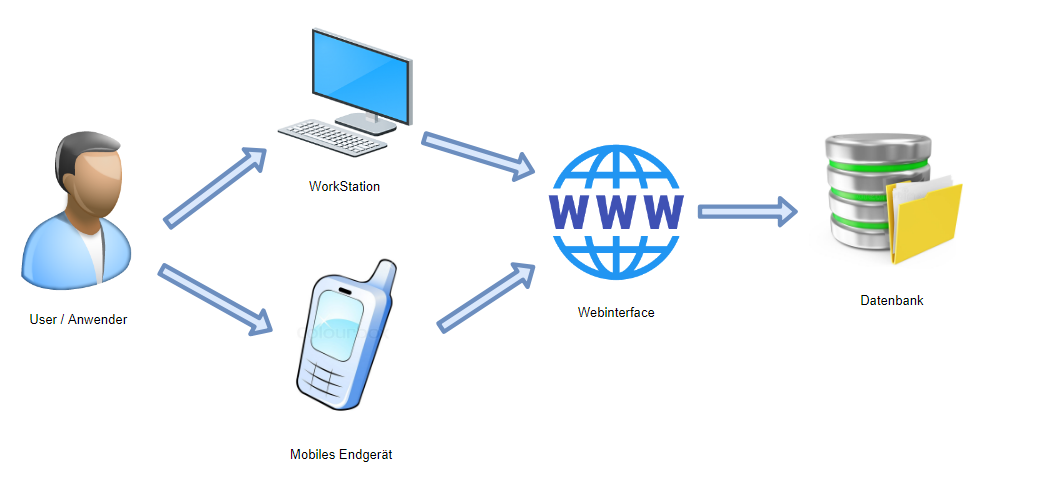 WorkStation
WWW
User / Anwender
Webinterface
Datenbank
Mobiles Endgerät